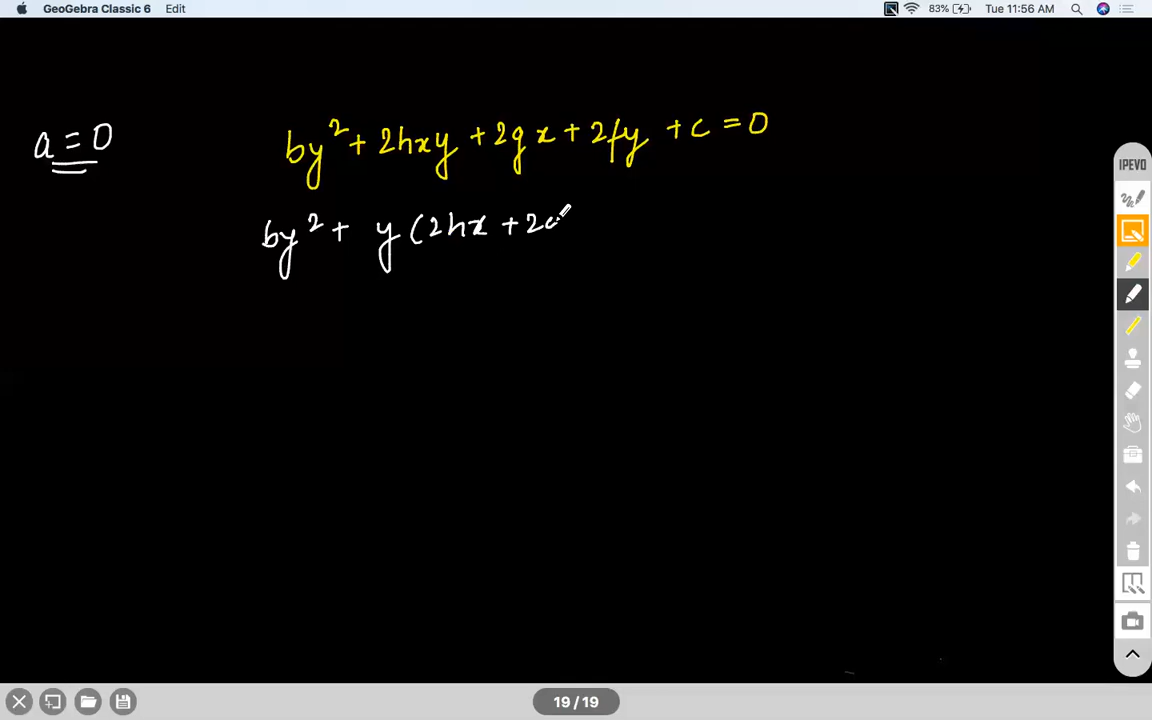 GeoGebra Classic 6 Edit 83% Tue 11:56 AM
a = 0
by² + 2hxy + 2gx + 2fy + c = 0
by² + y (2hx + 2
IPEVO
19 / 19